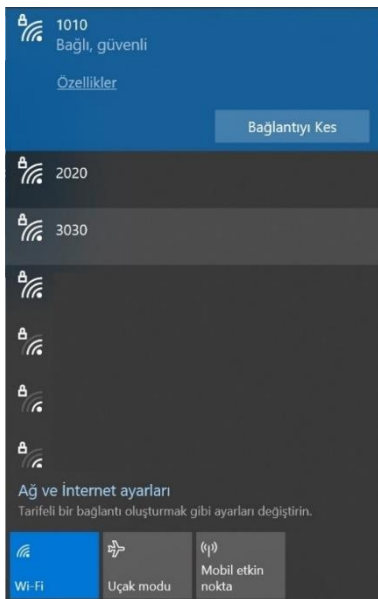 1010
Bağlı, güvenli
Özellikler
Bağlantıyı Kes
2020
3030
Ağ ve İnternet ayarları
Tarifeli bir bağlantı oluşturmak gibi ayarları değiştirin.
Wi-Fi
Uçak modu
Mobil etkin
nokta